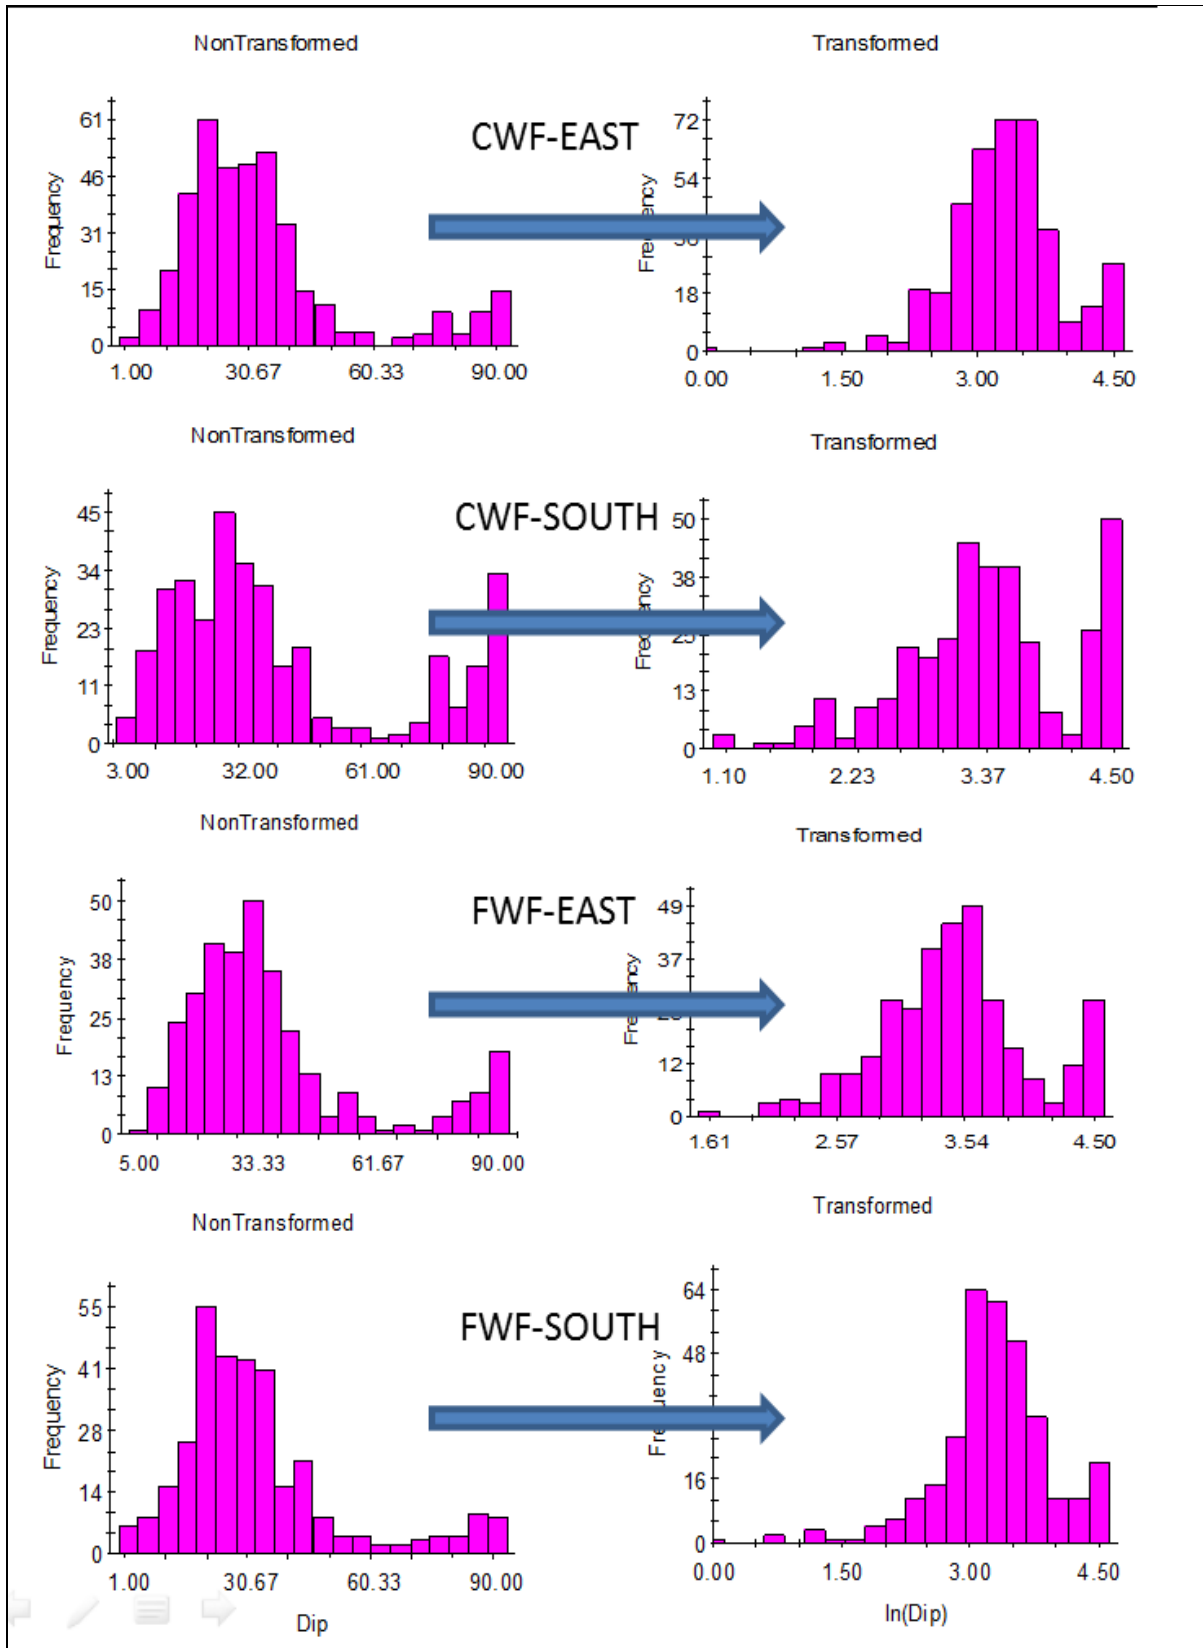 NonTransformed
Transformed
CWF-EAST
Frequency
61
46
31
15
0
1.00 30.67 60.33 90.00
72
54
36
18
0
0.00 1.50 3.00 4.50
NonTransformed
Transformed
CWF-SOUTH
Frequency
45
34
23
11
0
3.00 32.00 61.00 90.00
Frequency
50
38
25
13
0
1.10 2.23 3.37 4.50
NonTransformed
Transformed
FWF-EAST
Frequency
50
38
25
13
0
5.00 33.33 61.67 90.00
Frequency
49
37
12
0
1.61 2.57 3.54 4.50
NonTransformed
Transformed
FWF-SOUTH
Frequency
55
41
28
14
0
1.00 30.67 60.33 90.00
Dip
Frequency
64
48
16
0
0.00 1.50 3.00 4.50
ln(Dip)